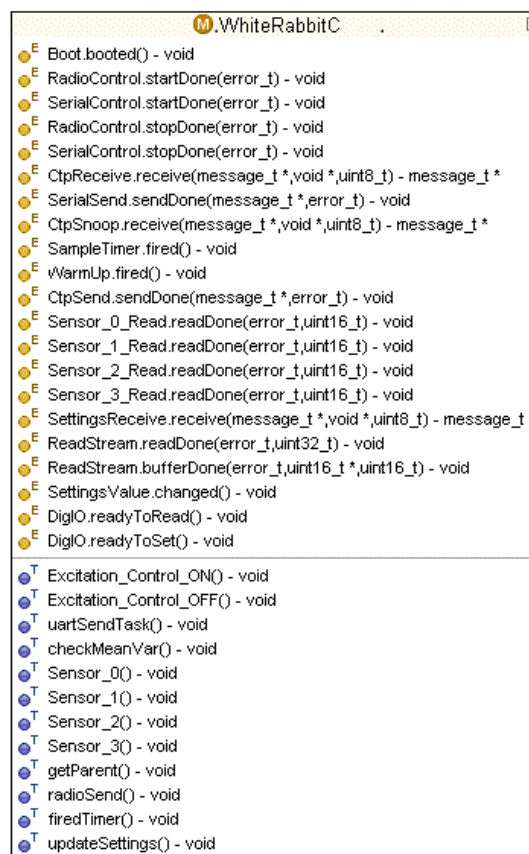 M .WhiteRabbitC .
E Boot.booted() - void
E RadioControl.startDone(error_t) - void
E SerialControl.startDone(error_t) - void
E RadioControl.stopDone(error_t) - void
E SerialControl.stopDone(error_t) - void
E CtpReceive.receive(message_t *,void *,uint8_t) - message_t *
E SerialSend.sendDone(message_t *,error_t) - void
E CtpSnoop.receive(message_t *,void *,uint8_t) - message_t *
E SampleTimer.fired() - void
E WarmUp.fired() - void
E CtpSend.sendDone(message_t *,error_t) - void
E Sensor_0_Read.readDone(error_t,uint16_t) - void
E Sensor_1_Read.readDone(error_t,uint16_t) - void
E Sensor_2_Read.readDone(error_t,uint16_t) - void
E Sensor_3_Read.readDone(error_t,uint16_t) - void
E SettingsReceive.receive(message_t *,void *,uint8_t) - message_t
E ReadStream.readDone(error_t,uint32_t) - void
E ReadStream.bufferDone(error_t,uint16_t *,uint16_t) - void
E SettingsValue.changed() - void
E DigIO.readyToRead() - void
E DigIO.readyToSet() - void
T Excitation_Control_ON() - void
T Excitation_Control_OFF() - void
T uartSendTask() - void
T checkMeanVar() - void
T Sensor_0() - void
T Sensor_1() - void
T Sensor_2() - void
T Sensor_3() - void
T getParent() - void
T radioSend() - void
T firedTimer() - void
T updateSettings() - void